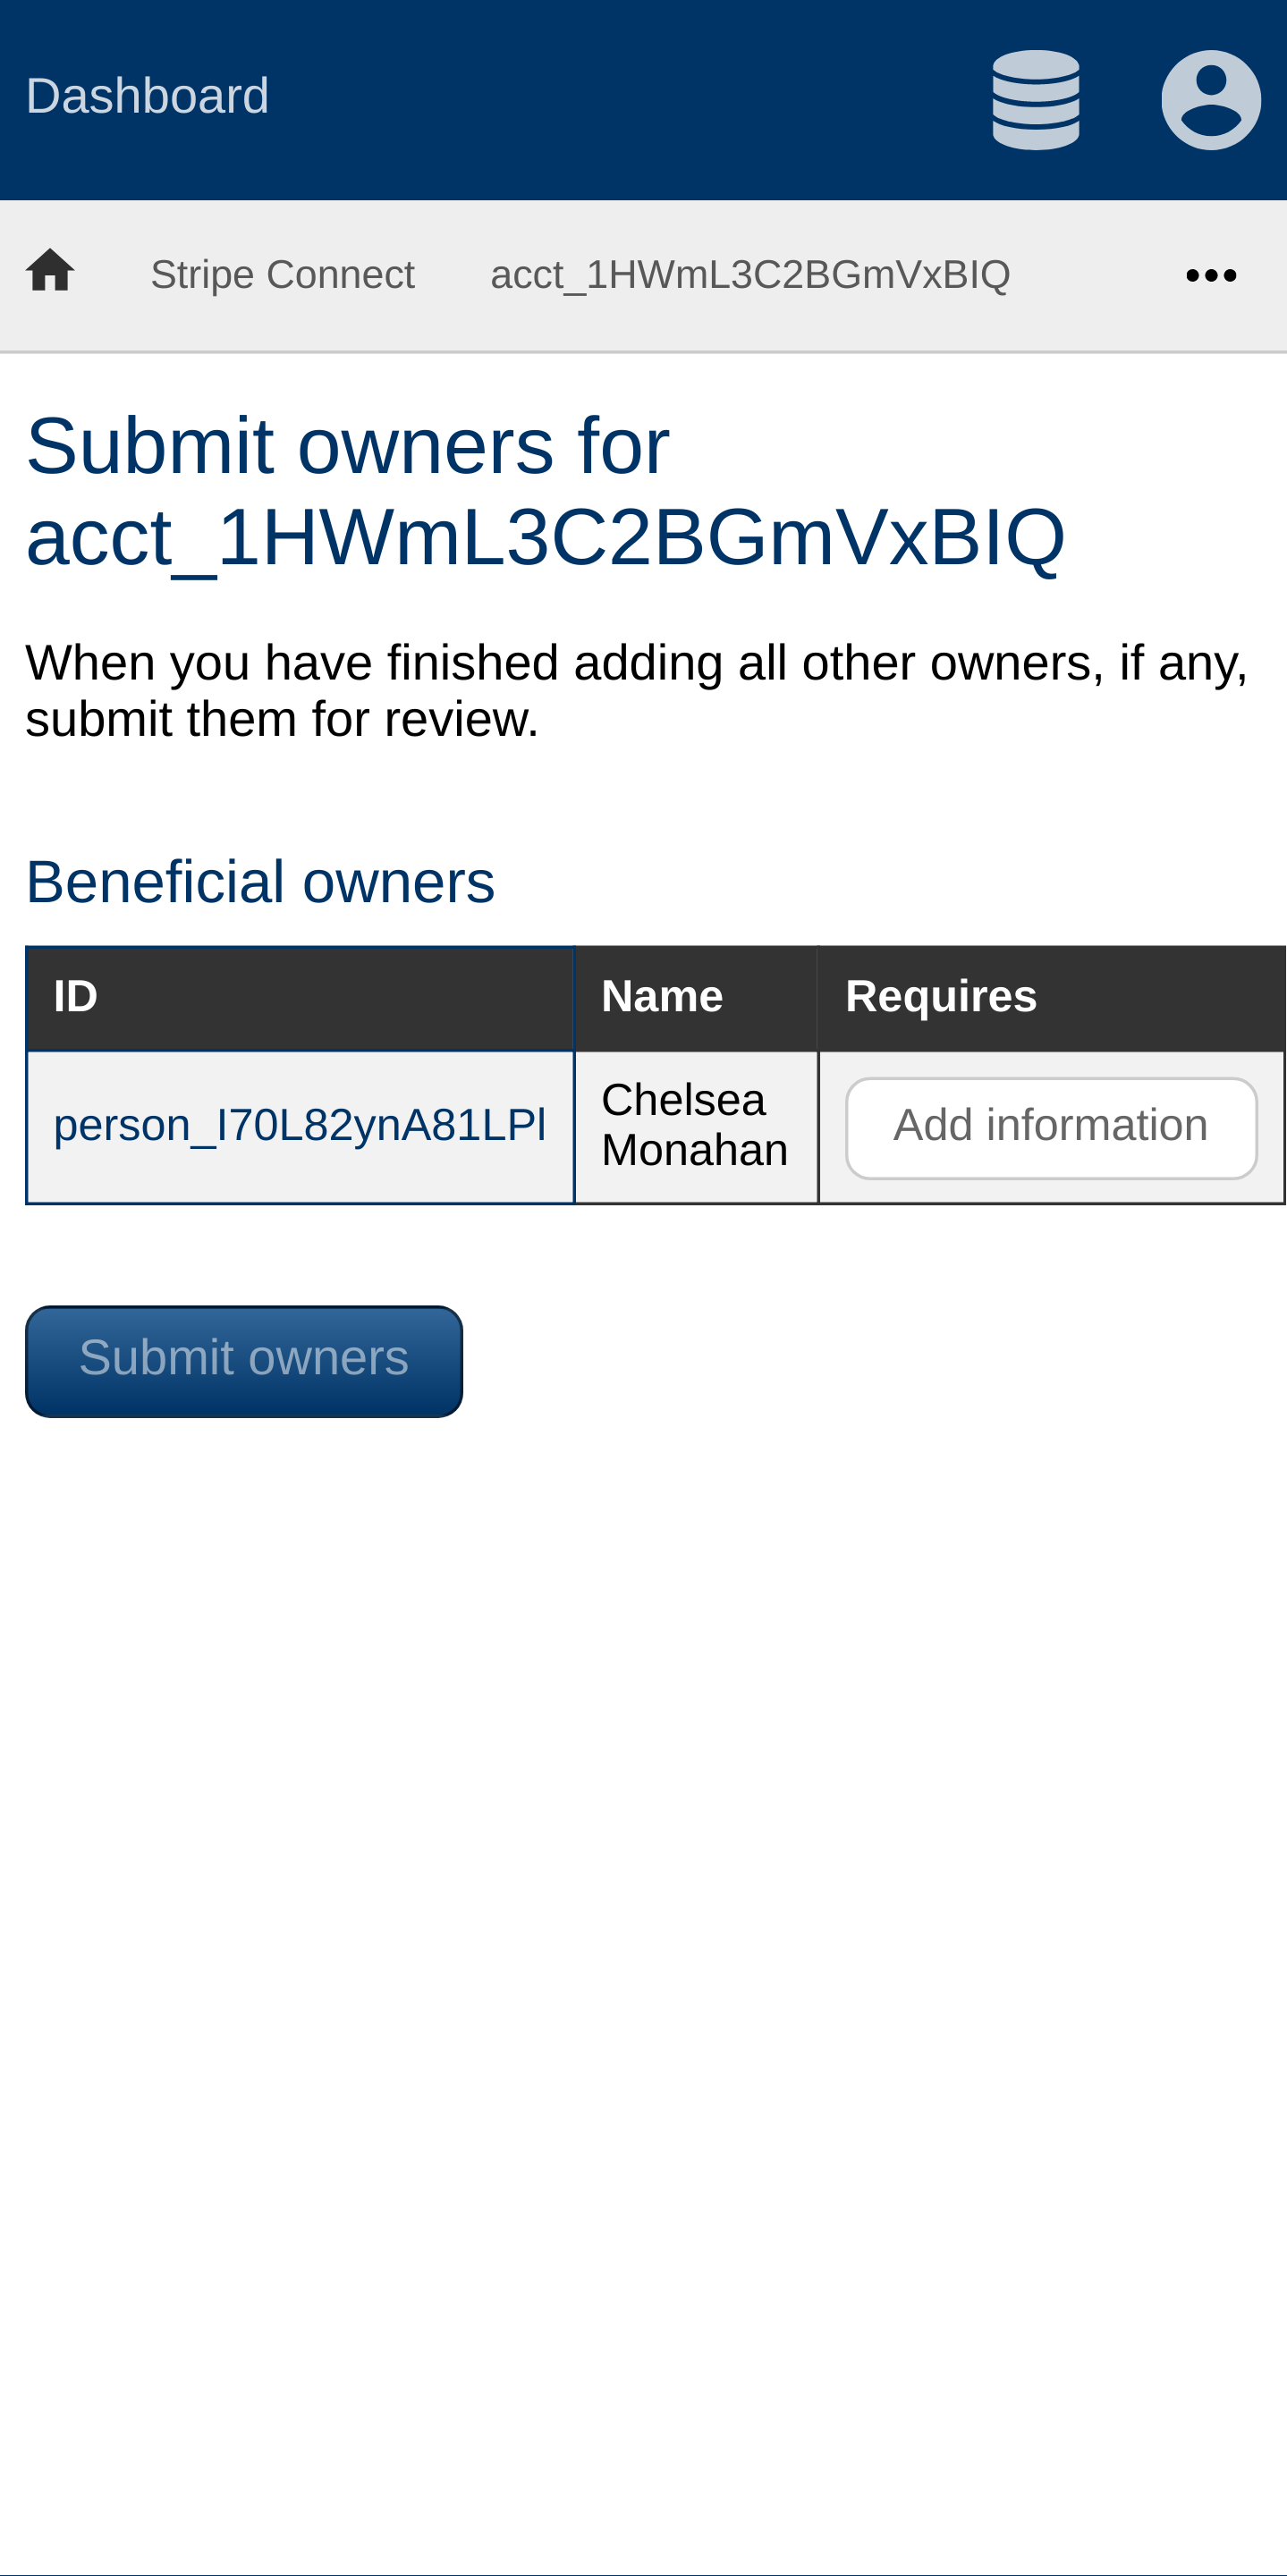 Dashboard
Stripe Connect acct_1HWmL3C2BGmVxBIQ
Submit owners for
acct_1HWmL3C2BGmVxBIQ
When you have finished adding all other owners, if any,
submit them for review.
Beneficial owners
ID Name Requires
person_I70L82ynA81LPl Chelsea
Monahan Add information
Submit owners